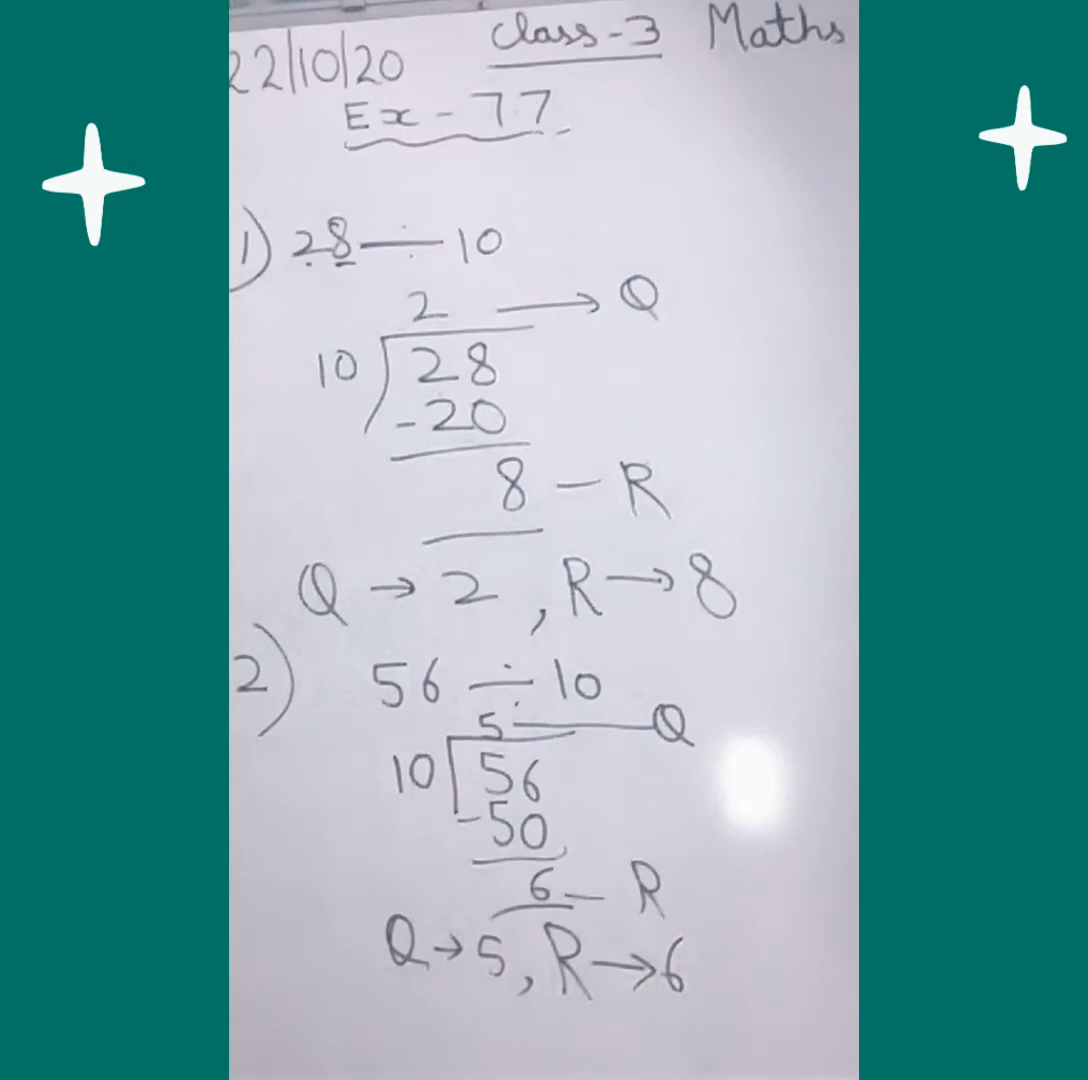 22/10/20 Class-3 Maths
Ex - 77
1) 28 ÷ 10
2 → Q
10 28
-20
8 - R
Q → 2, R → 8
2) 56 ÷ 10
5 — Q
10 56
-50
6 - R
Q → 5, R → 6